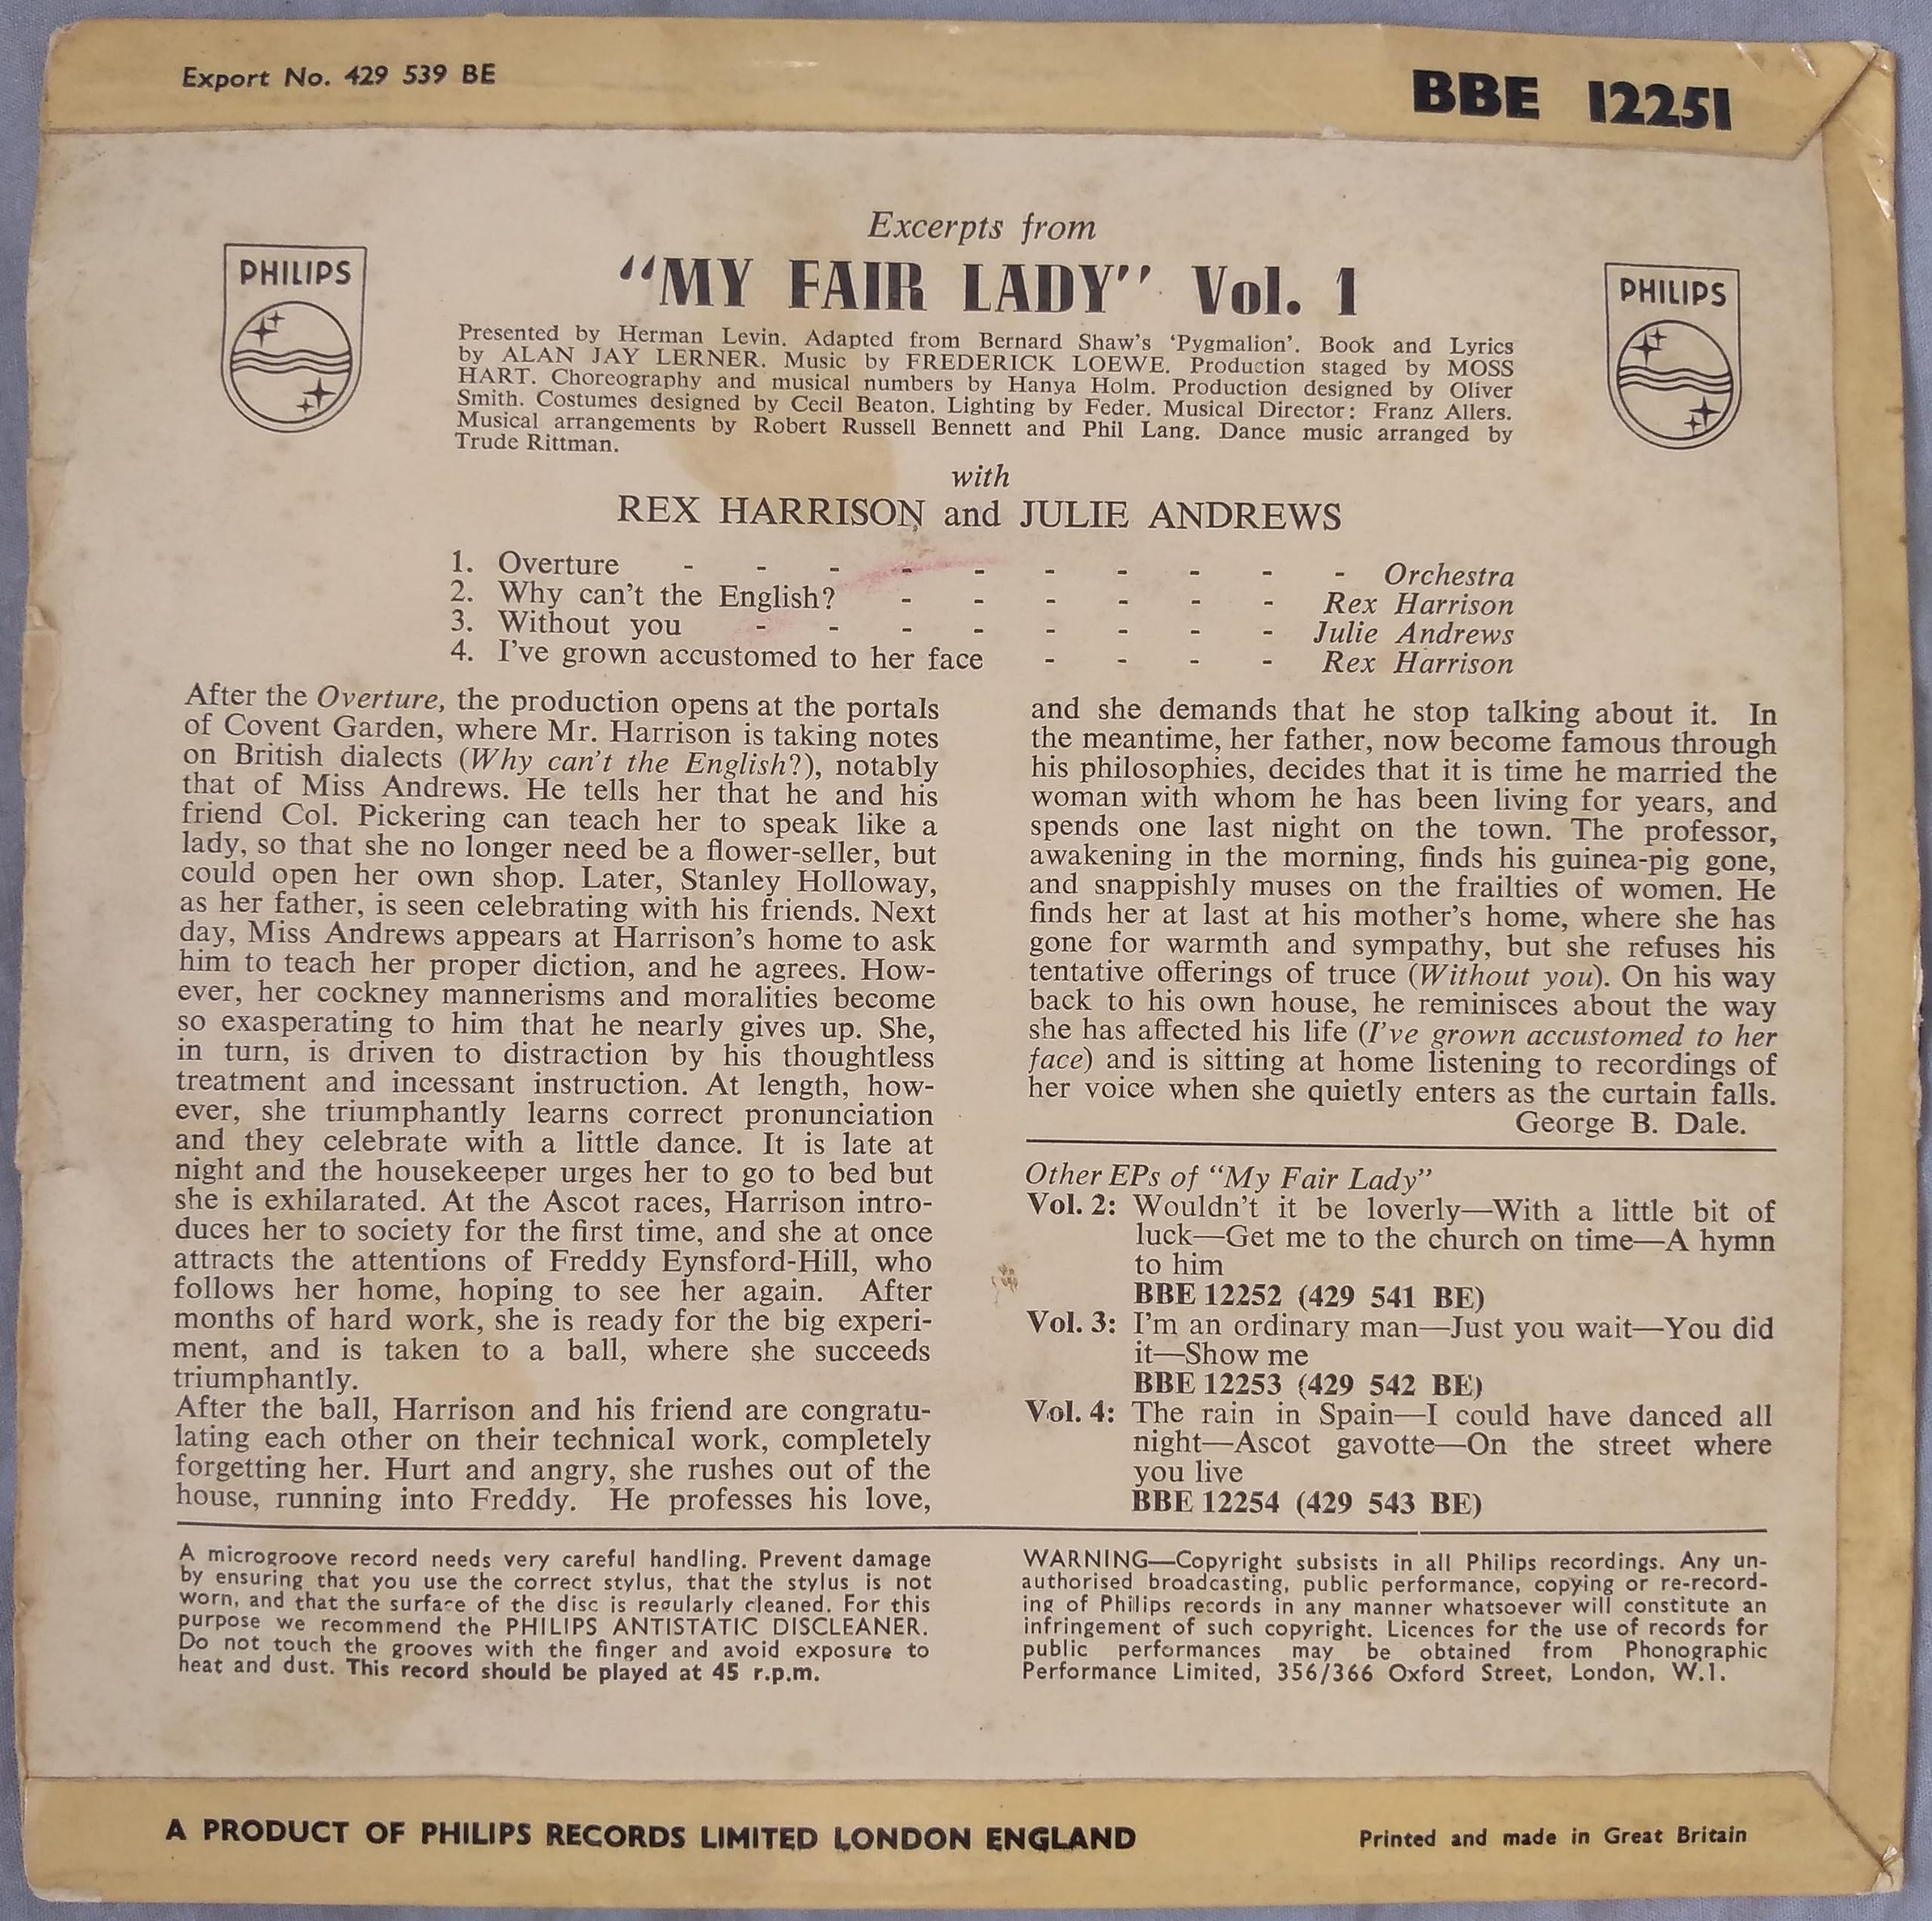 Export No. 429 539 BE
BBE 12251
Excerpts from
PHILIPS
"MY FAIR LADY" Vol. 1
PHILIPS
Presented by Herman Levin. Adapted from Bernard Shaw's 'Pygmalion'. Book and Lyrics
by ALAN JAY LERNER. Music by FREDERICK LOEWE. Production staged by MOSS
HART. Choreography and musical numbers by Hanya Holm. Production designed by Oliver
Smith. Costumes designed by Cecil Beaton. Lighting by Feder. Musical Director: Franz Allers.
Musical arrangements by Robert Russell Bennett and Phil Lang. Dance music arranged by
Trude Rittman.
with
REX HARRISON and JULIE ANDREWS
1. Overture - - - - - - - - - - Orchestra
2. Why can't the English? - - - - - - Rex Harrison
3. Without you - - - - - - - - Julie Andrews
4. I've grown accustomed to her face - - - - Rex Harrison
After the Overture, the production opens at the portals
of Covent Garden, where Mr. Harrison is taking notes
on British dialects (Why can't the English?), notably
that of Miss Andrews. He tells her that he and his
friend Col. Pickering can teach her to speak like a
lady, so that she no longer need be a flower-seller, but
could open her own shop. Later, Stanley Holloway,
as her father, is seen celebrating with his friends. Next
day, Miss Andrews appears at Harrison's home to ask
him to teach her proper diction, and he agrees. How-
ever, her cockney mannerisms and moralities become
so exasperating to him that he nearly gives up. She,
in turn, is driven to distraction by his thoughtless
treatment and incessant instruction. At length, how-
ever, she triumphantly learns correct pronunciation
and they celebrate with a little dance. It is late at
night and the housekeeper urges her to go to bed but
she is exhilarated. At the Ascot races, Harrison intro-
duces her to society for the first time, and she at once
attracts the attentions of Freddy Eynsford-Hill, who
follows her home, hoping to see her again. After
months of hard work, she is ready for the big experi-
ment, and is taken to a ball, where she succeeds
triumphantly.
After the ball, Harrison and his friend are congratu-
lating each other on their technical work, completely
forgetting her. Hurt and angry, she rushes out of the
house, running into Freddy. He professes his love,
and she demands that he stop talking about it. In
the meantime, her father, now become famous through
his philosophies, decides that it is time he married the
woman with whom he has been living for years, and
spends one last night on the town. The professor,
awakening in the morning, finds his guinea-pig gone,
and snappishly muses on the frailties of women. He
finds her at last at his mother's home, where she has
gone for warmth and sympathy, but she refuses his
tentative offerings of truce (Without you). On his way
back to his own house, he reminisces about the way
she has affected his life (I've grown accustomed to her
face) and is sitting at home listening to recordings of
her voice when she quietly enters as the curtain falls.
George B. Dale.
Other EPs of "My Fair Lady"
Vol. 2: Wouldn't it be loverly—With a little bit of
luck—Get me to the church on time—A hymn
to him
BBE 12252 (429 541 BE)
Vol. 3: I'm an ordinary man—Just you wait—You did
it—Show me
BBE 12253 (429 542 BE)
Vol. 4: The rain in Spain—I could have danced all
night—Ascot gavotte—On the street where
you live
BBE 12254 (429 543 BE)
A microgroove record needs very careful handling. Prevent damage
by ensuring that you use the correct stylus, that the stylus is not
worn, and that the surface of the disc is regularly cleaned. For this
purpose we recommend the PHILIPS ANTISTATIC DISCLEANER.
Do not touch the grooves with the finger and avoid exposure to
heat and dust. This record should be played at 45 r.p.m.
WARNING—Copyright subsists in all Philips recordings. Any un-
authorised broadcasting, public performance, copying or re-record-
ing of Philips records in any manner whatsoever will constitute an
infringement of such copyright. Licences for the use of records for
public performances may be obtained from Phonographic
Performance Limited, 356/366 Oxford Street, London, W.1.
A PRODUCT OF PHILIPS RECORDS LIMITED LONDON ENGLAND
Printed and made in Great Britain